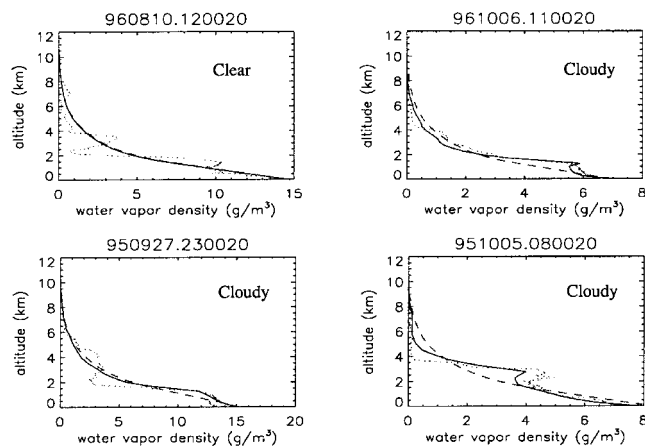 960810.120020
12
10
8
6
4
2
0
altitude (km)
Clear
0 5 10 15
water vapor density (g/m³)
961006.110020
12
10
8
6
4
2
0
altitude (km)
Cloudy
0 2 4 6 8
water vapor density (g/m³)
950927.230020
12
10
8
6
4
2
0
altitude (km)
Cloudy
0 5 10 15 20
water vapor density (g/m³)
951005.080020
12
10
8
6
4
2
0
altitude (km)
Cloudy
0 2 4 6 8
water vapor density (g/m³)